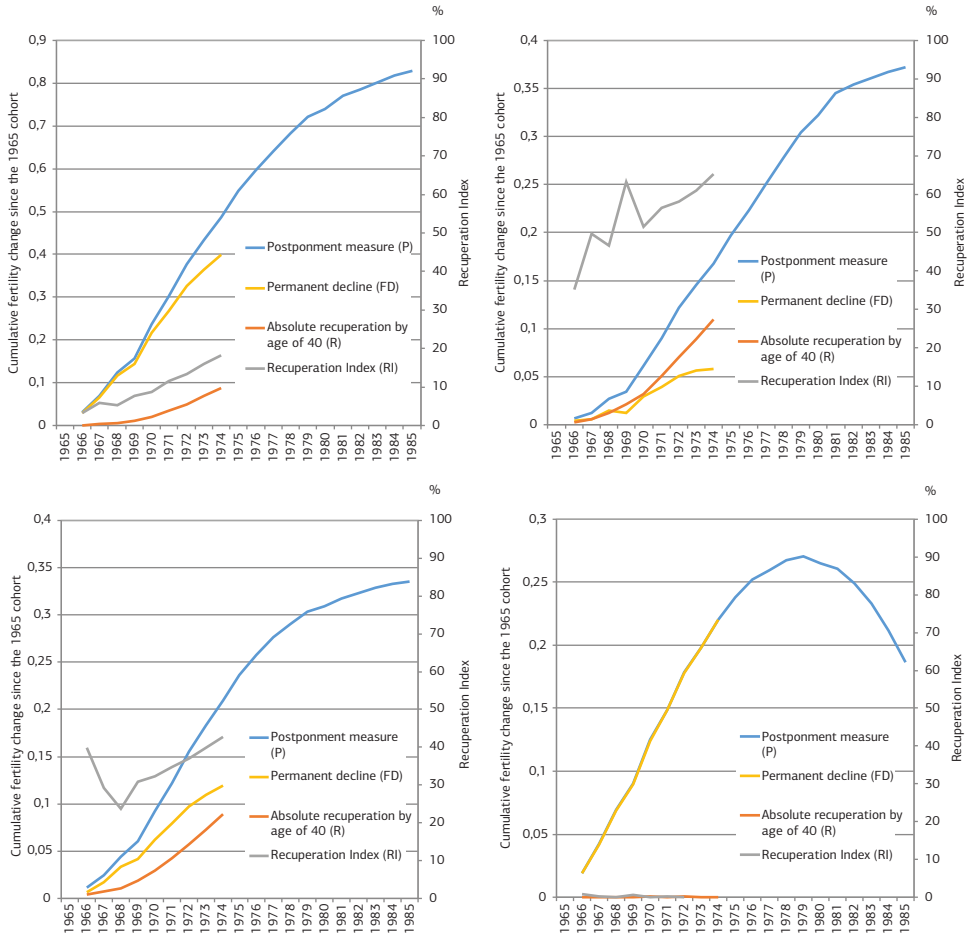 %
0,9
0,8
0,7
0,6
0,5
0,4
0,3
0,2
0,1
0
Cumulative fertility change since the 1965 cohort
100
90
80
70
60
50
40
30
20
10
0
Recuperation Index
Postponment measure (P)
Permanent decline (FD)
Absolute recuperation by
age of 40 (R)
Recuperation Index (RI)
1965 1966 1967 1968 1969 1970 1971 1972 1973 1974 1975 1976 1977 1978 1979 1980 1981 1982 1983 1984 1985
%
0,4
0,35
0,3
0,25
0,2
0,15
0,1
0,05
0
Cumulative fertility change since the 1965 cohort
100
90
80
70
60
50
40
30
20
10
0
Recuperation Index
Postponment measure
(P)
Permanent decline (FD)
Absolute recuperation by
age of 40 (R)
Recuperation Index (RI)
1965 1966 1967 1968 1969 1970 1971 1972 1973 1974 1975 1976 1977 1978 1979 1980 1981 1982 1983 1984 1985
%
0,4
0,35
0,3
0,25
0,2
0,15
0,1
0,05
0
Cumulative fertility change since the 1965 cohort
100
90
80
70
60
50
40
30
20
10
0
Recuperation Index
Postponment measure
(P)
Permanent decline (FD)
Absolute recuperation by
age of 40 (R)
Recuperation Index (RI)
1965 1966 1967 1968 1969 1970 1971 1972 1973 1974 1975 1976 1977 1978 1979 1980 1981 1982 1983 1984 1985
%
0,3
0,25
0,2
0,15
0,1
0,05
0
Cumulative fertility change since the 1965 cohort
100
90
80
70
60
50
40
30
20
10
0
Recuperation Index
Postponment measure
(P)
Permanent decline (FD)
Absolute recuperation by
age of 40 (R)
Recuperation Index (RI)
1965 1966 1967 1968 1969 1970 1971 1972 1973 1974 1975 1976 1977 1978 1979 1980 1981 1982 1983 1984 1985